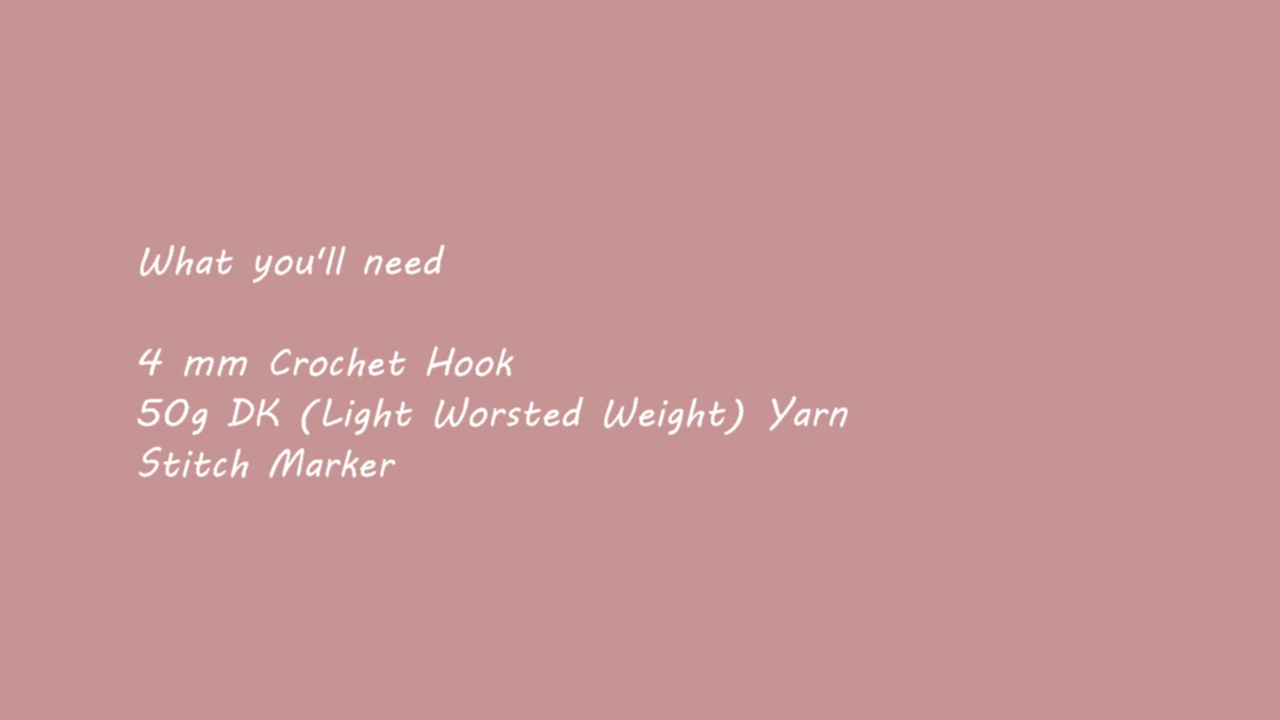 What you'll need
4 mm Crochet Hook
50g DK (Light Worsted Weight) Yarn
Stitch Marker